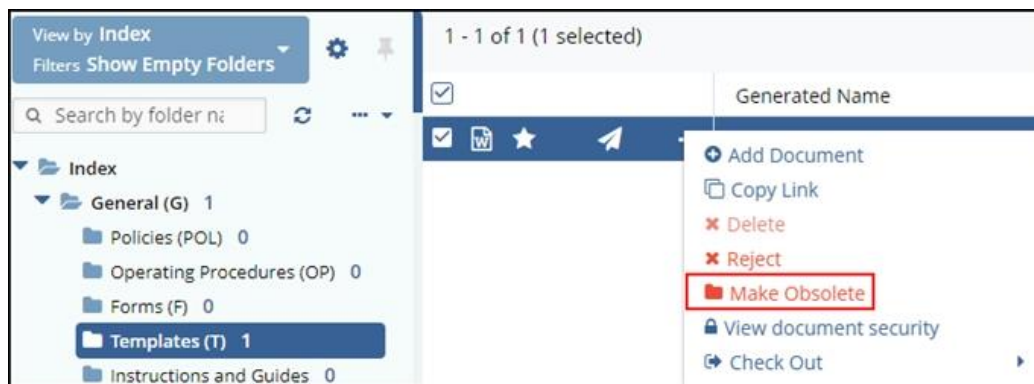 View by Index
Filters Show Empty Folders
Search by folder na
Index
General (G) 1
Policies (POL) 0
Operating Procedures (OP) 0
Forms (F) 0
Templates (T) 1
Instructions and Guides 0
1 - 1 of 1 (1 selected)
Generated Name
Add Document
Copy Link
Delete
Reject
Make Obsolete
View document security
Check Out